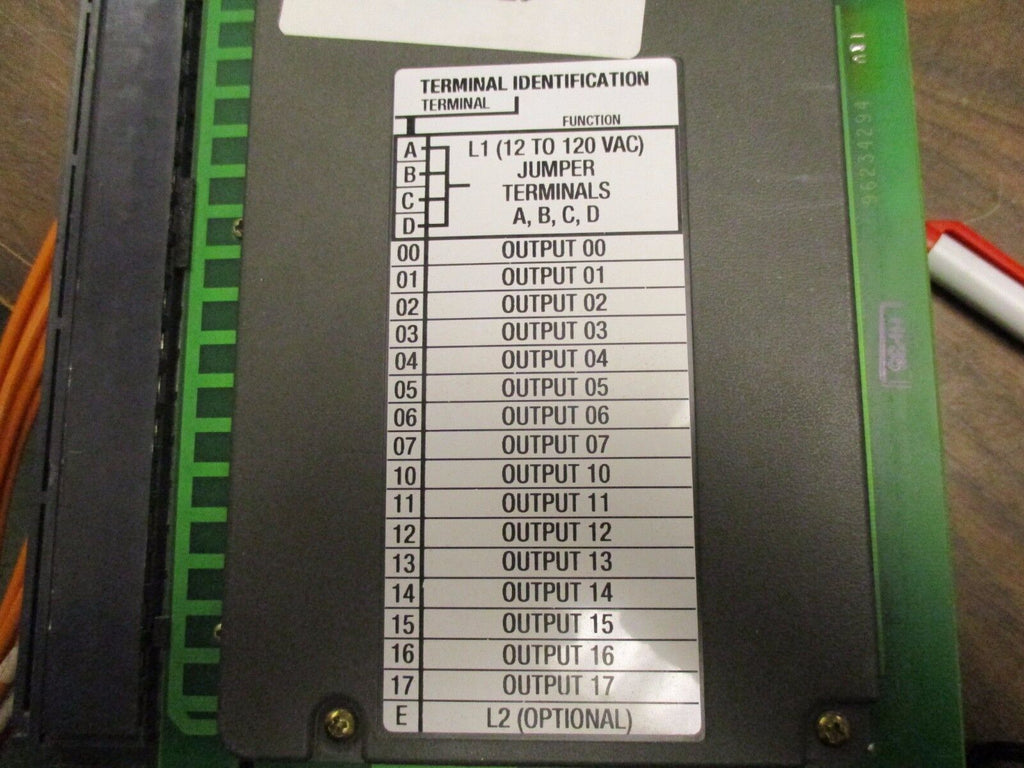 TERMINAL IDENTIFICATION
TERMINAL
FUNCTION
A
B
C
D
L1 (12 TO 120 VAC)
JUMPER
TERMINALS
A, B, C, D
00 OUTPUT 00
01 OUTPUT 01
02 OUTPUT 02
03 OUTPUT 03
04 OUTPUT 04
05 OUTPUT 05
06 OUTPUT 06
07 OUTPUT 07
10 OUTPUT 10
11 OUTPUT 11
12 OUTPUT 12
13 OUTPUT 13
14 OUTPUT 14
15 OUTPUT 15
16 OUTPUT 16
17 OUTPUT 17
E L2 (OPTIONAL)
96234294